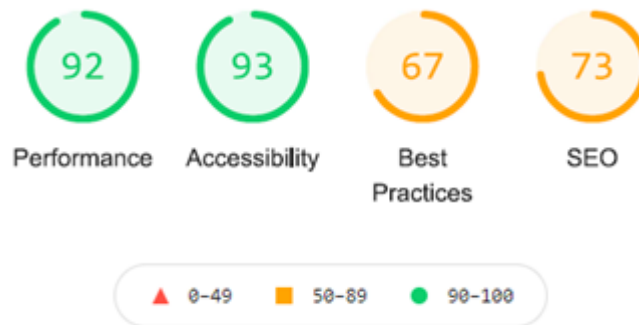 92 93 67 73
Performance Accessibility Best Practices SEO
0–49 50–89 90–100